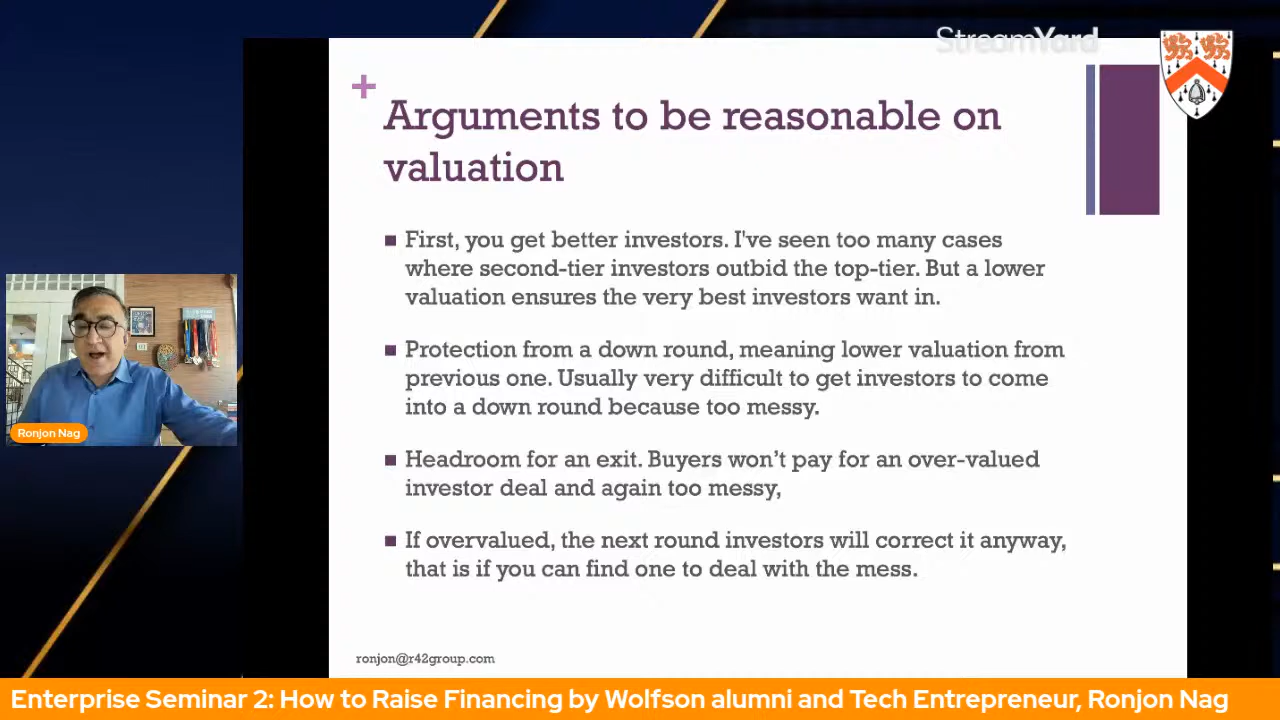 StreamYard
+
Arguments to be reasonable on
valuation
■ First, you get better investors. I've seen too many cases
where second-tier investors outbid the top-tier. But a lower
valuation ensures the very best investors want in.
■ Protection from a down round, meaning lower valuation from
previous one. Usually very difficult to get investors to come
into a down round because too messy.
■ Headroom for an exit. Buyers won’t pay for an over-valued
investor deal and again too messy,
■ If overvalued, the next round investors will correct it anyway,
that is if you can find one to deal with the mess.
Ronjon Nag
ronjon@r42group.com
Enterprise Seminar 2: How to Raise Financing by Wolfson alumni and Tech Entrepreneur, Ronjon Nag